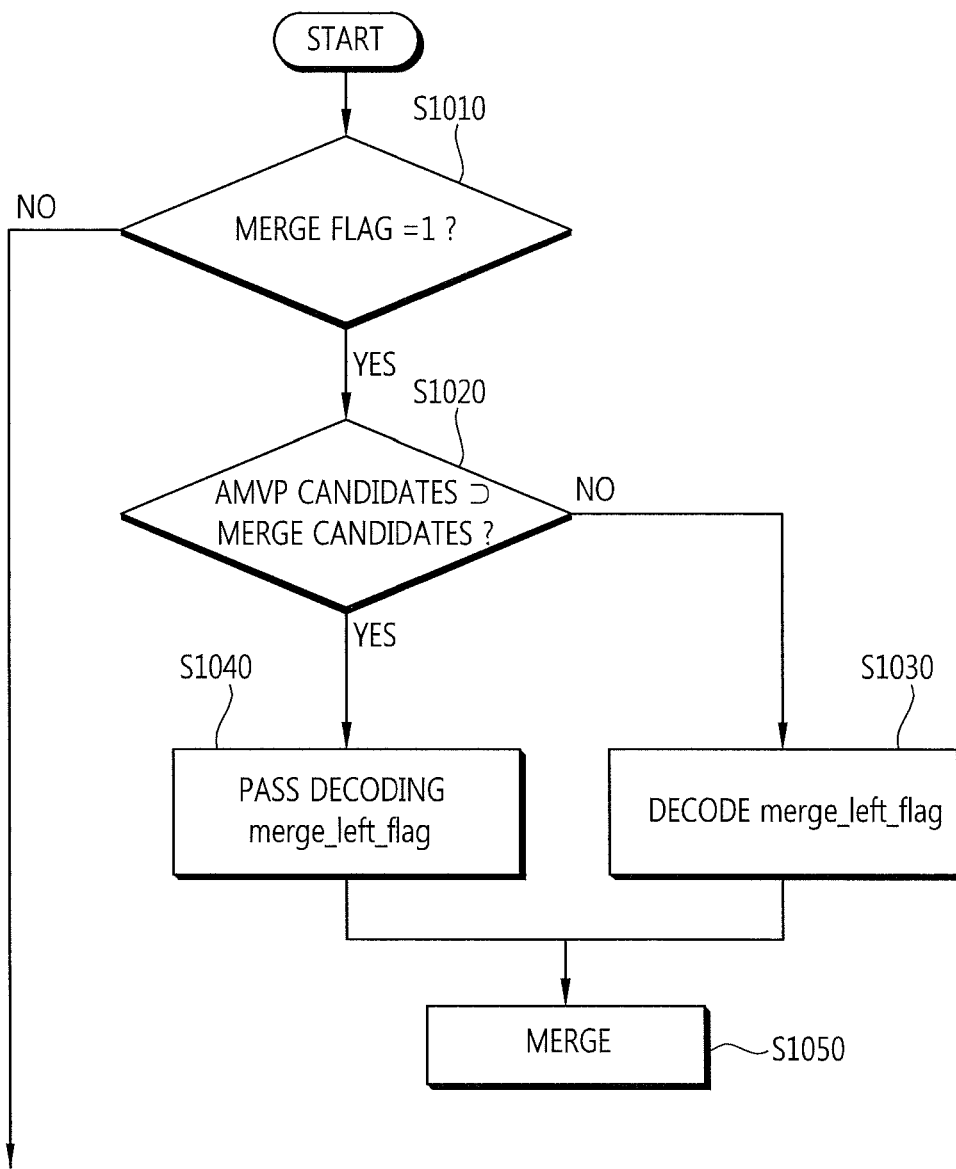 START
S1010
NO
MERGE FLAG =1 ?
YES
S1020
AMVP CANDIDATES ⊃
MERGE CANDIDATES ?
NO
YES
S1040
S1030
PASS DECODING
merge_left_flag
DECODE merge_left_flag
MERGE
S1050